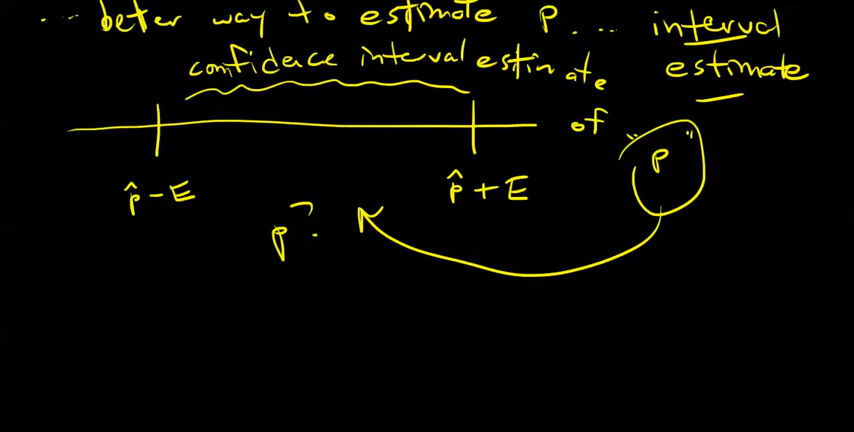 ... beter way to estimate p.... interval
confidence interval estimate estimate
of "p"
p̂ - E p̂ + E
p?